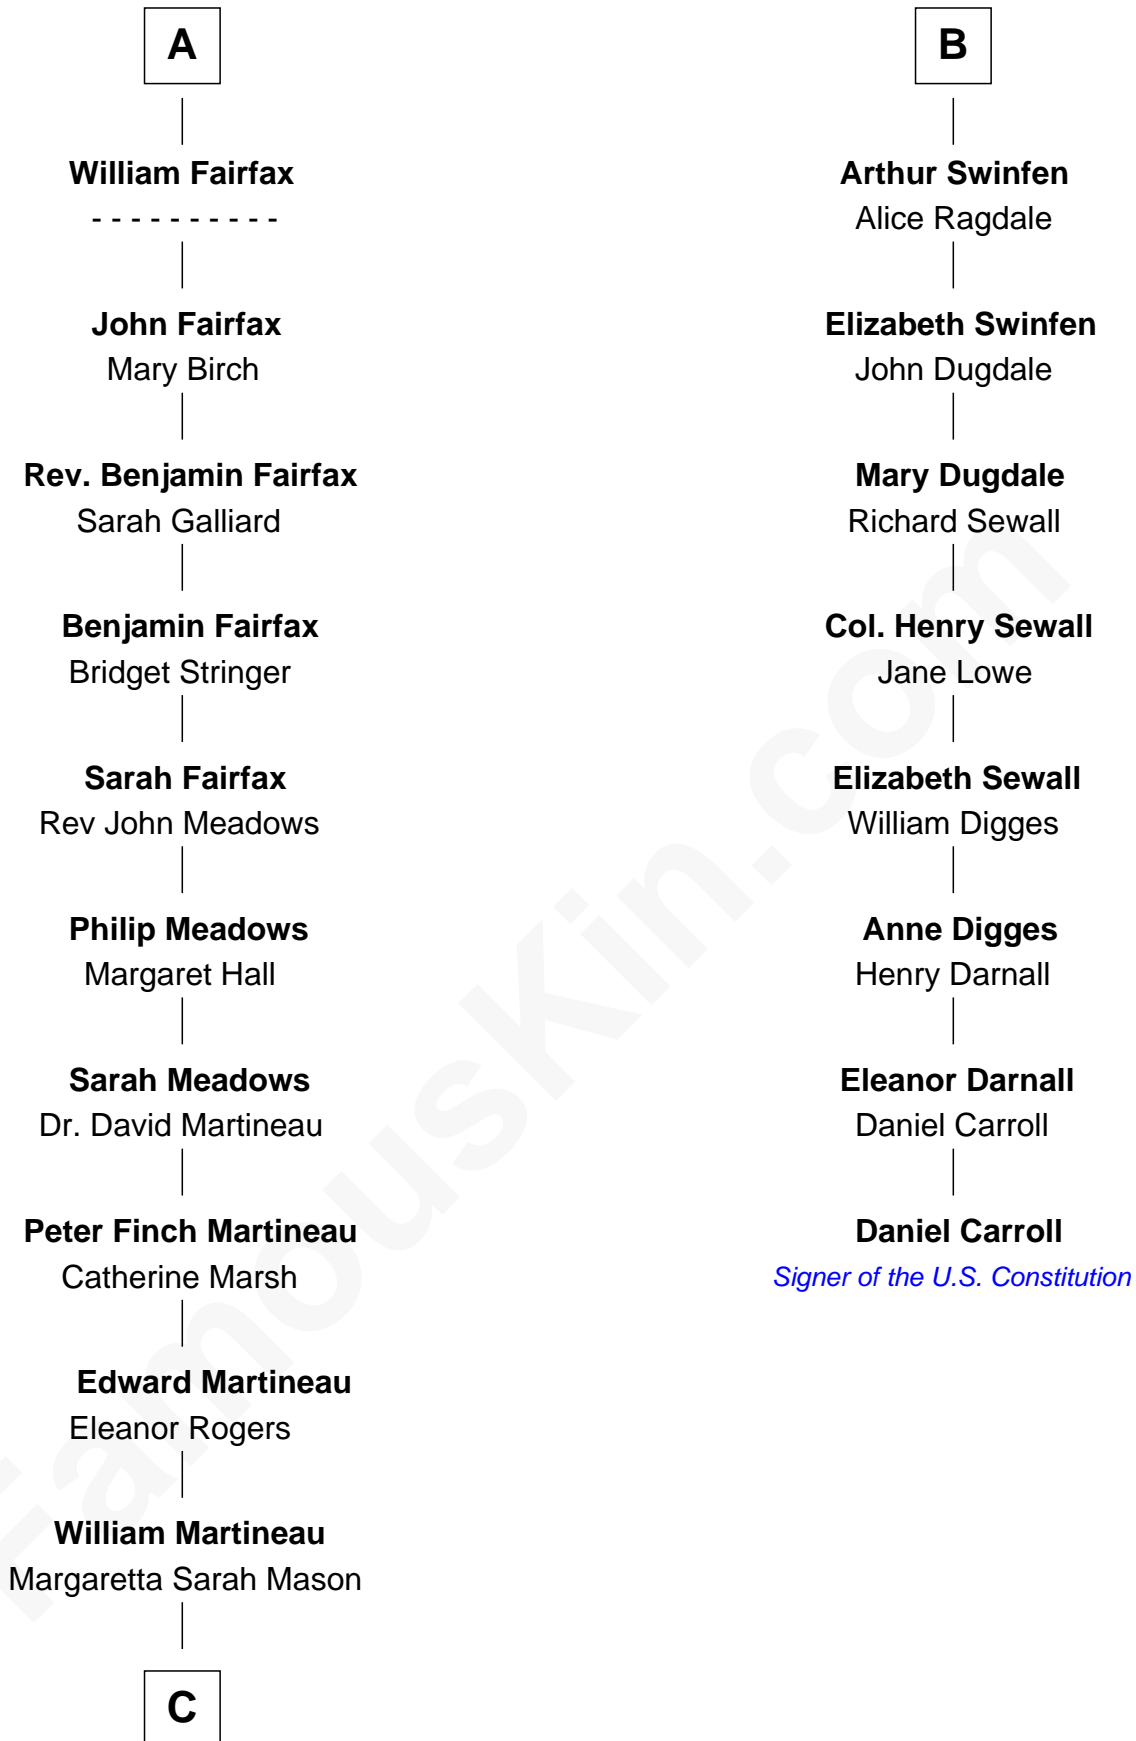 A
William Fairfax
- - - - - - - - - -
John Fairfax
Mary Birch
Rev. Benjamin Fairfax
Sarah Galliard
Benjamin Fairfax
Bridget Stringer
Sarah Fairfax
Rev John Meadows
Philip Meadows
Margaret Hall
Sarah Meadows
Dr. David Martineau
Peter Finch Martineau
Catherine Marsh
Edward Martineau
Eleanor Rogers
William Martineau
Margaretta Sarah Mason
C
B
Arthur Swinfen
Alice Ragdale
Elizabeth Swinfen
John Dugdale
Mary Dugdale
Richard Sewall
Col. Henry Sewall
Jane Lowe
Elizabeth Sewall
William Digges
Anne Digges
Henry Darnall
Eleanor Darnall
Daniel Carroll
Daniel Carroll
Signer of the U.S. Constitution
FamousKin.com